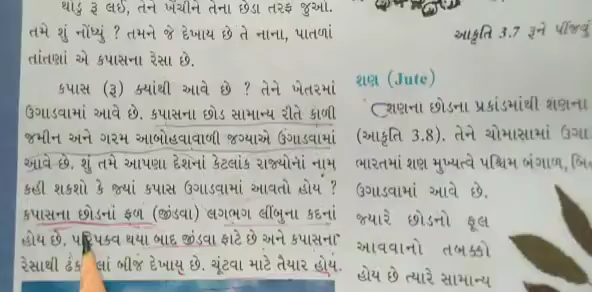 થોડું રૂ લઈ, તેને ખેંચીને તેના છેડા તરફ જુઓ.
તમે શું નોંધ્યું ? તમને જે દેખાય છે તે નાના, પાતળાં
તાંતણાં એ કપાસના રેસા છે.
કપાસ (રૂ) ક્યાંથી આવે છે ? તેને ખેતરમાં
ઉગાડવામાં આવે છે. કપાસના છોડ સામાન્ય રીતે કાળી
જમીન અને ગરમ આબોહવાવાળી જગ્યાએ ઉગાડવામાં
આવે છે. શું તમે આપણા દેશનાં કેટલાંક રાજ્યોનાં નામ
કહી શકશો કે જ્યાં કપાસ ઉગાડવામાં આવતો હોય ?
કપાસના છોડનાં ફળ (જીંડવા) લગભગ લીંબુના કદનાં
હોય છે. પરિપક્વ થયા બાદ જીંડવા ફાટે છે અને કપાસના
રેસાથી બીજ દેખાય છે. ચૂંટવા માટે તૈયાર હોય.
આકૃતિ 3.7 રૂને પીંજવું
શણ (Jute)
શણના છોડના પ્રકાંડમાંથી શણના
(આકૃતિ 3.8). તેને ચોમાસામાં
ભારતમાં શણ મુખ્યત્વે પશ્ચિમ બંગાળ,
ઉગાડવામાં આવે છે.
જ્યારે છોડનો ફૂલ
આવવાનો તબક્કો
હોય છે ત્યારે સામાન્ય